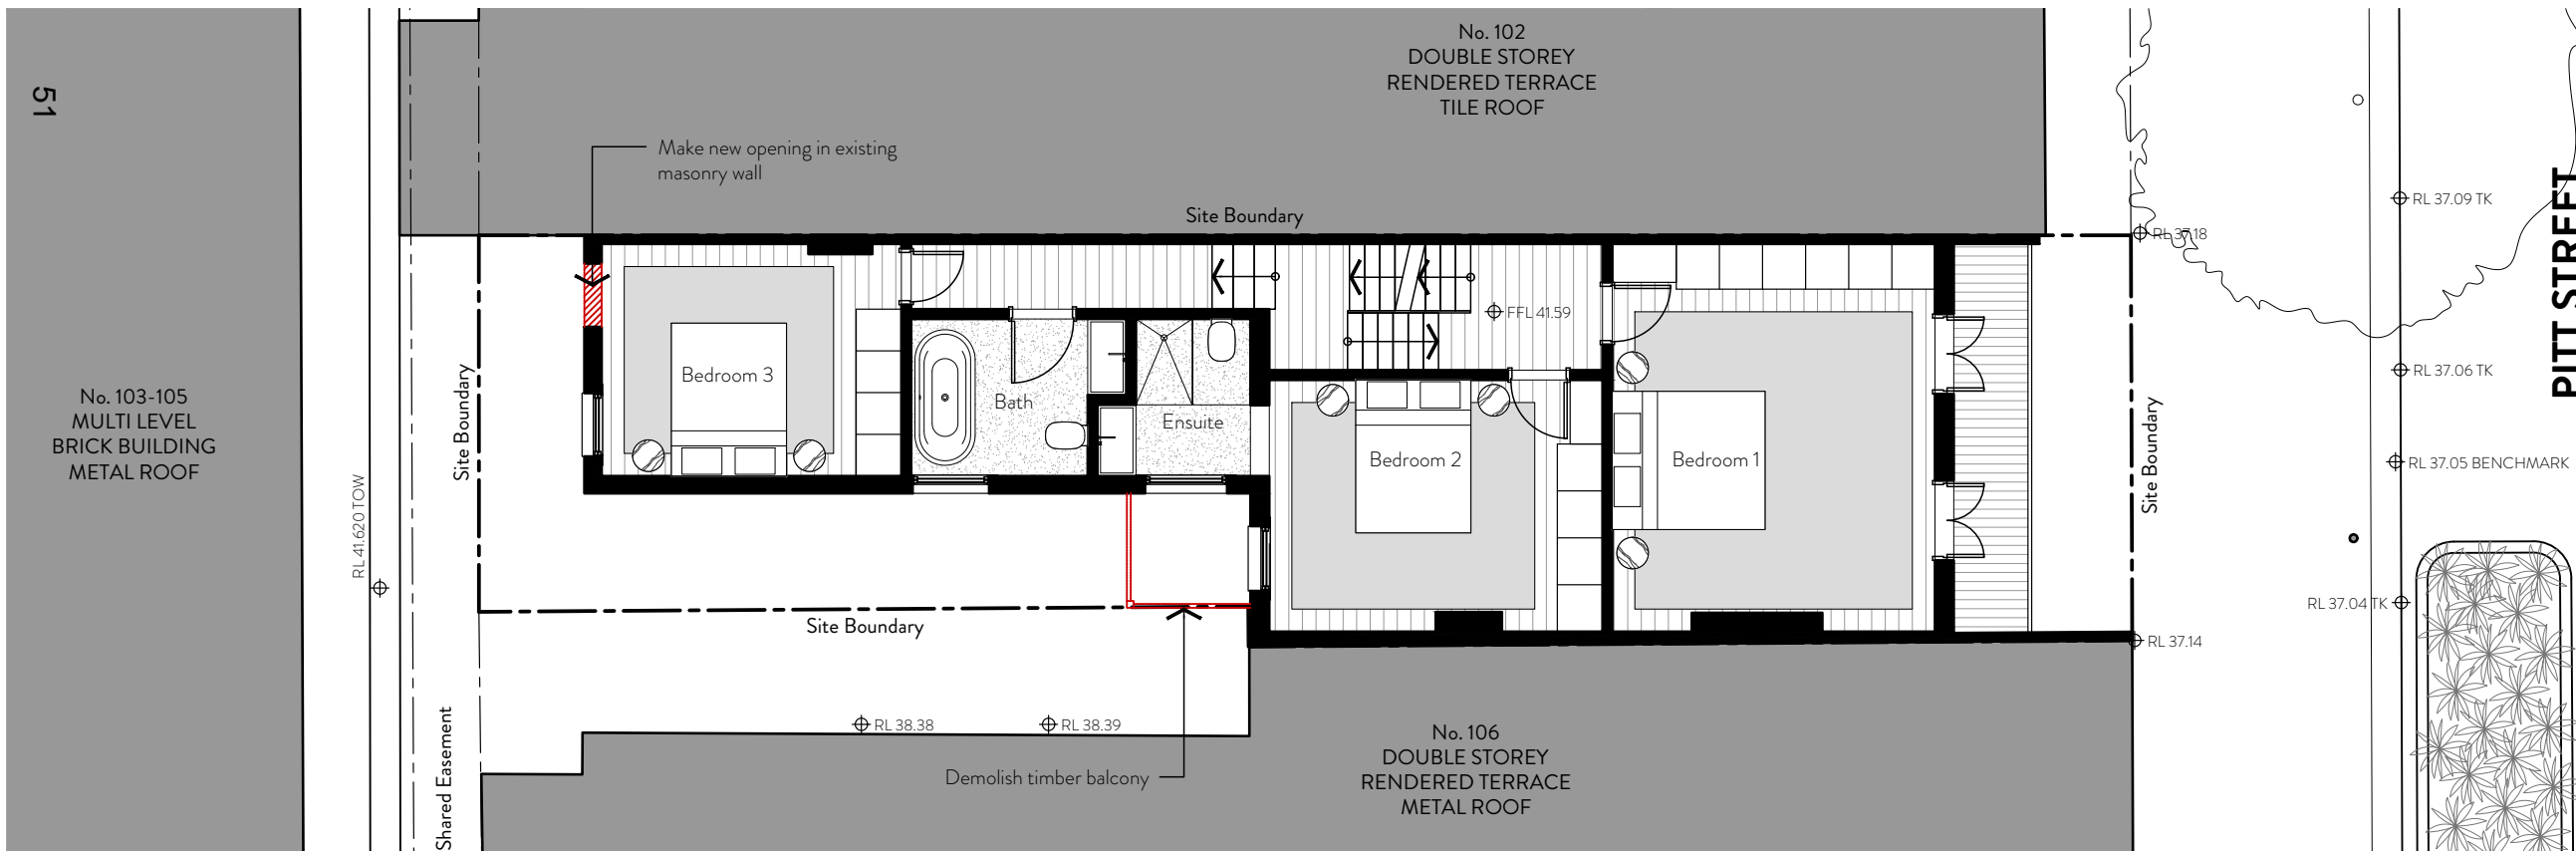 51
No. 102
DOUBLE STOREY
RENDERED TERRACE
TILE ROOF
Make new opening in existing
masonry wall
Site Boundary
No. 103-105
MULTI LEVEL
BRICK BUILDING
METAL ROOF
RL 41.620 TOW
Site Boundary
Shared Easement
Bedroom 3
Bath
Ensuite
FFL 41.59
Bedroom 2
Bedroom 1
Site Boundary
Site Boundary
RL 38.38
RL 38.39
Demolish timber balcony
No. 106
DOUBLE STOREY
RENDERED TERRACE
METAL ROOF
RL 37.18
RL 37.09 TK
RL 37.06 TK
RL 37.05 BENCHMARK
RL 37.04 TK
RL 37.14
PITT STREET